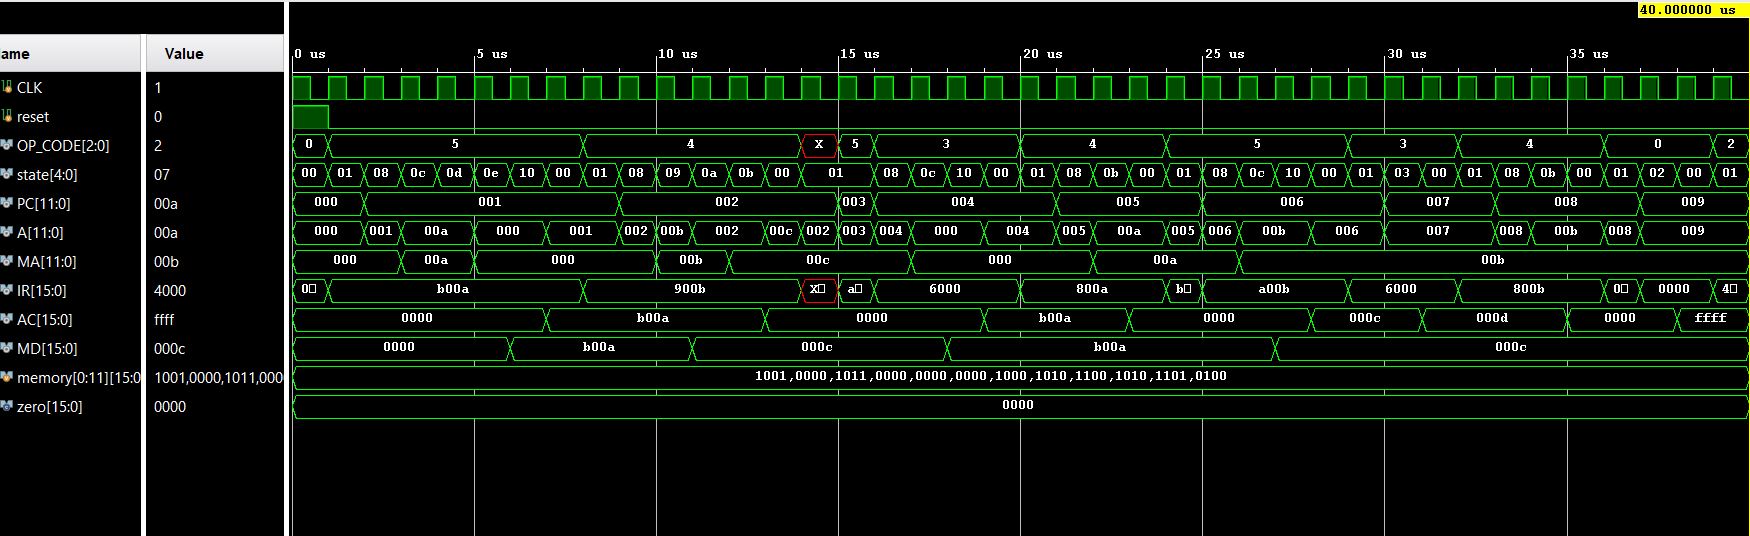 40.000000 us
ame Value
0 us 5 us 10 us 15 us 20 us 25 us 30 us 35 us
CLK 1
reset 0
OP_CODE[2:0] 2 0 5 4 X 5 3 4 5 3 4 0 2
state[4:0] 07 00 01 08 0c 0d 0e 10 00 01 08 09 0a 0b 00 01 08 0c 10 00 01 08 0b 00 01 08 0c 10 00 01 03 00 01 08 0b 00 01 02 00 01
PC[11:0] 00a 000 001 002 003 004 005 006 007 008 009
A[11:0] 00a 000 001 00a 000 001 002 00b 002 00c 002 003 004 000 004 005 00a 005 006 00b 006 007 008 00b 008 009
MA[11:0] 00b 000 00a 000 00b 00c 000 00a 00b
IR[15:0] 4000 0□ b00a 900b X□ a□ 6000 800a b□ a00b 6000 800b 0□ 0000 4□
AC[15:0] ffff 0000 b00a 0000 b00a 0000 000c 000d 0000 ffff
MD[15:0] 000c 0000 b00a 000c b00a 000c
memory[0:11][15:0 1001,0000,1011,000 1001,0000,1011,0000,0000,0000,1000,1010,1100,1010,1101,0100
zero[15:0] 0000 0000